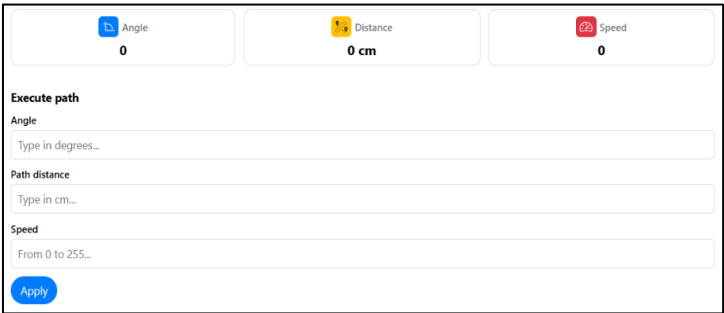 Angle
0
Distance
0 cm
Speed
0
Execute path
Angle
Type in degrees...
Path distance
Type in cm...
Speed
From 0 to 255...
Apply